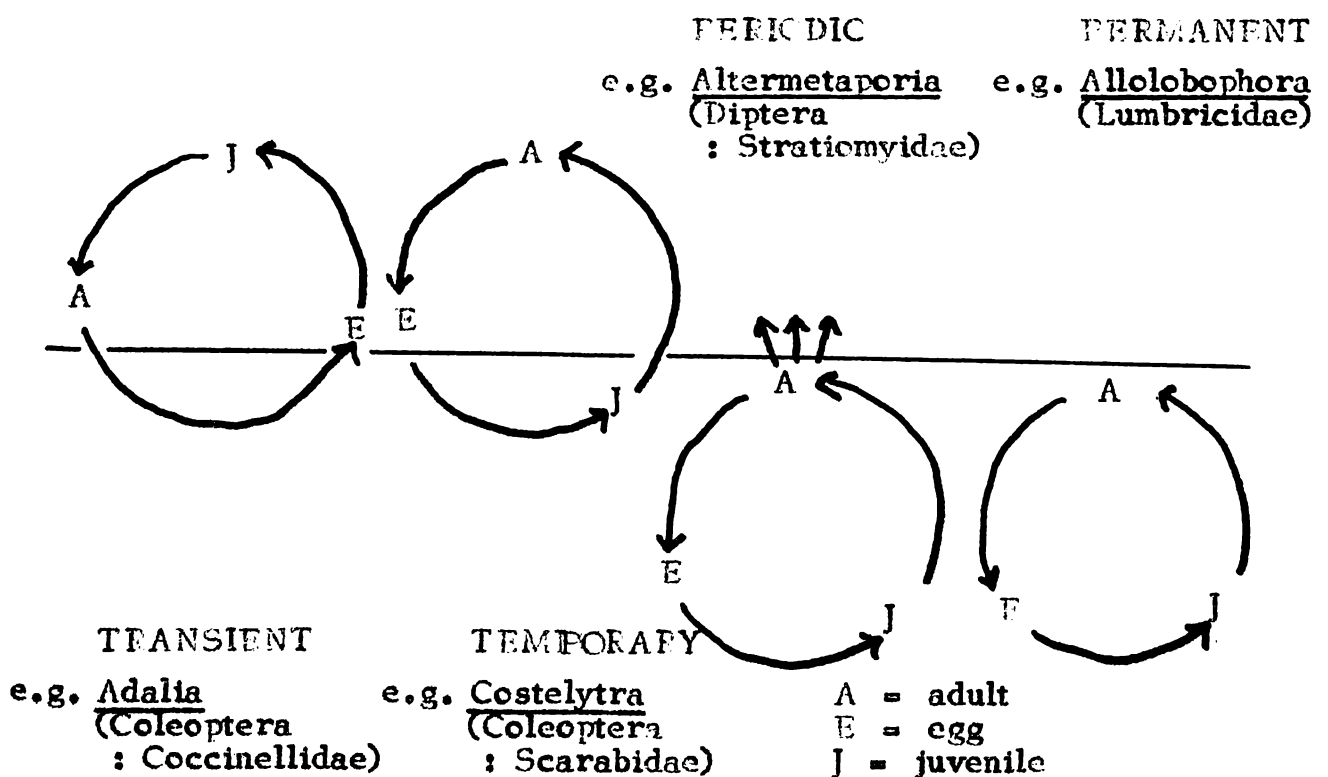 PERIODIC
PERMANENT
e.g. Altermetaporia
(Diptera
: Stratiomyidae)
e.g. Allolobophora
(Lumbricidae)
J
A
E
A
E
J
A
E
J
A
E
J
TRANSIENT
e.g. Adalia
(Coleoptera
: Coccinellidae)
TEMPORARY
e.g. Costelytra
(Coleoptera
: Scarabidae)
A = adult
E = egg
J = juvenile